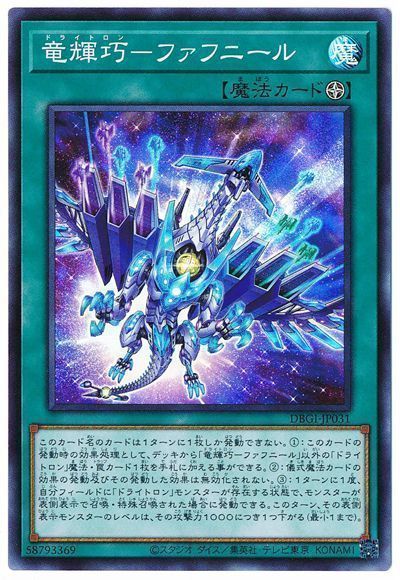 ドライトロン
竜輝巧－ファフニール
魔
まほう
【魔法カード】
DBGI-JP031
このカード名のカードは1ターンに1枚しか発動できない。①：このカードの
発動時の効果処理として、デッキから「竜輝巧－ファフニール」以外の「ドライ
トロン」魔法・罠カード1枚を手札に加える事ができる。②：儀式魔法カード
の効果の発動及びその発動した効果は無効化されない。③：1ターンに1度、
自分フィールドに「ドライトロン」モンスターが存在する状態で、モンスターが
表側表示で召喚・特殊召喚された場合に発動できる。このターン、その表側
表示モンスターのレベルは、その攻撃力1000につき1つ下がる（最小1まで）。
58793369
©スタジオ・ダイス/集英社・テレビ東京・KONAMI